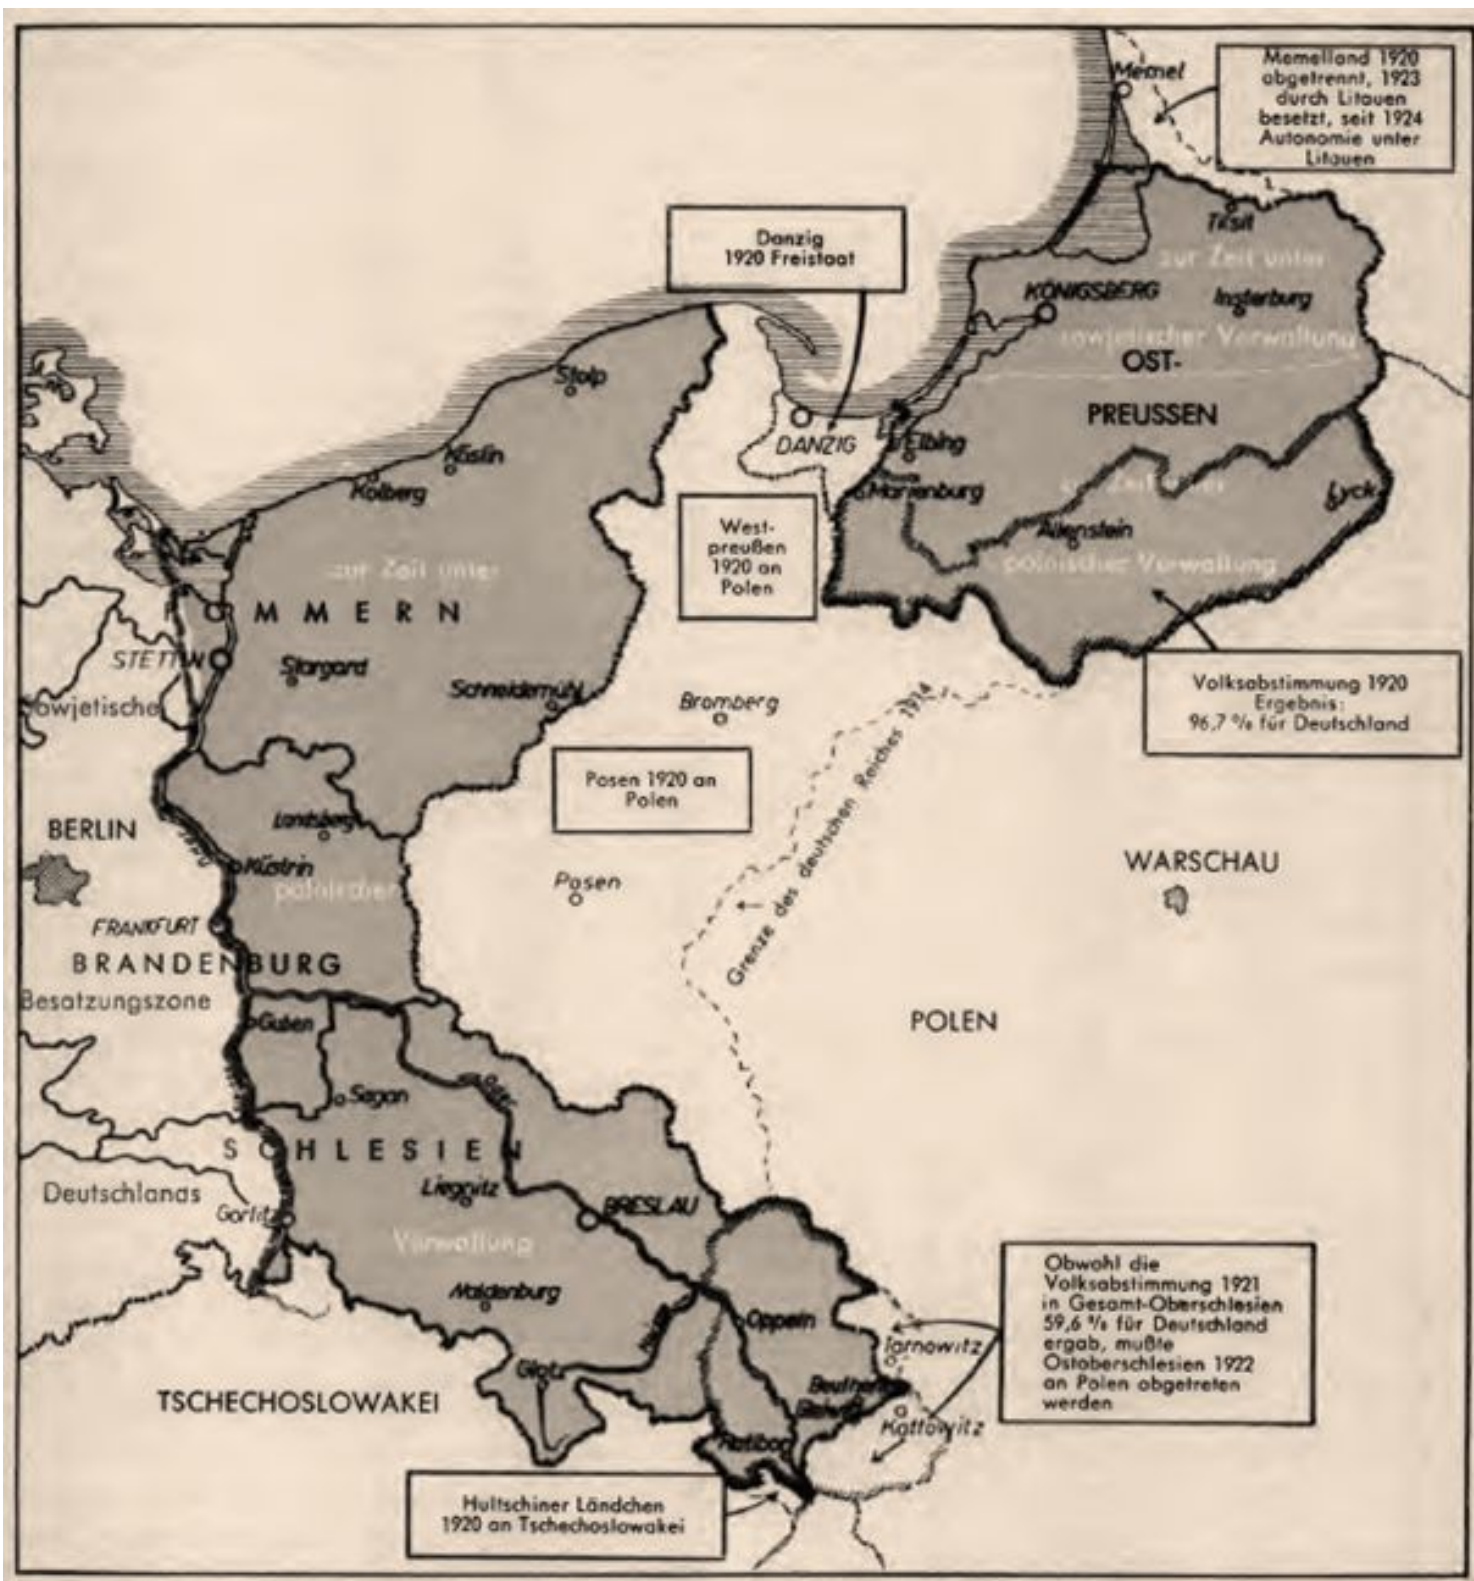 Memel
Memelland 1920
abgetrennt, 1923
durch Litauen
besetzt, seit 1924
Autonomie unter
Litauen
Danzig
1920 Freistaat
Tilsit
zur Zeit unter
KÖNIGSBERG
Insterburg
sowjetischer Verwaltung
OST-
PREUSSEN
Stolp
Köslin
Kolberg
DANZIG
Elbing
Marienburg
Lyck
Allenstein
polnischer Verwaltung
West-
preußen
1920 an
Polen
zur Zeit unter
MMERN
STETTIN
Stargard
Schneidemühl
Sowjetische
Bromberg
Volksabstimmung 1920
Ergebnis:
96,7 % für Deutschland
Grenze des deutschen Reiches 1914
Posen 1920 an
Polen
Landsberg
BERLIN
Küstrin
polnischer
Posen
WARSCHAU
FRANKFURT
BRANDENBURG
Besatzungszone
POLEN
Guben
Sagan
Oder
SCHLESIEN
Deutschlands
Liegnitz
Görlitz
BRESLAU
Verwaltung
Waldenburg
Oppeln
Obwohl die
Volksabstimmung 1921
in Gesamt-Oberschlesien
59,6 % für Deutschland
ergab, mußte
Ostoberschlesien 1922
an Polen abgetreten
werden
Tarnowitz
Glatz
Beuthen
TSCHECHOSLOWAKEI
Kattowitz
Ratibor
Hultschiner Ländchen
1920 an Tschechoslowakei